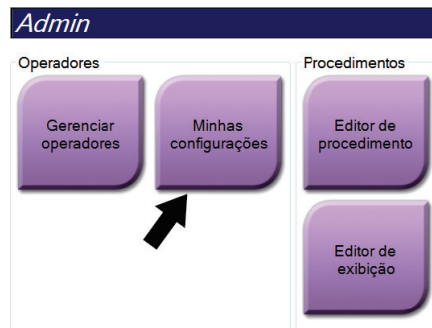 Admin
Operadores
Gerenciar
operadores
Minhas
configurações
Procedimentos
Editor de
procedimento
Editor de
exibição